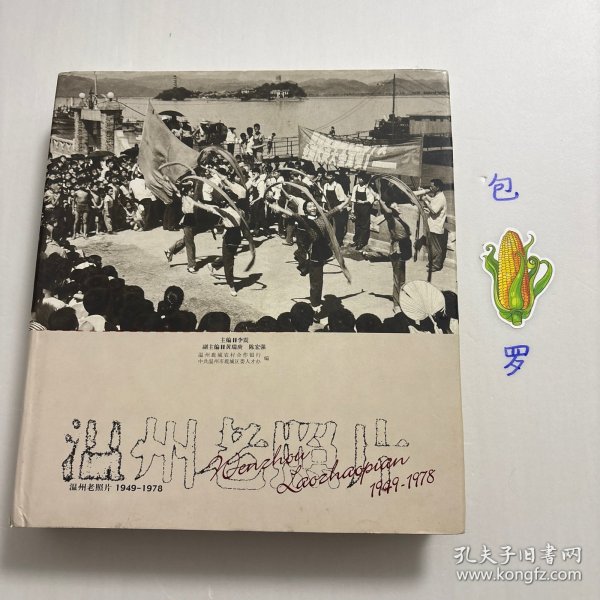 主编 李震
副主编 黄瑞庚 陈宏强
温州鹿城农村合作银行
中共温州市鹿城区委人才办 编
温州老照片
Wenzhou
Laozhaopian
1949-1978
温州老照片 1949-1978
包
罗
孔夫子旧书网
www.kongfz.com